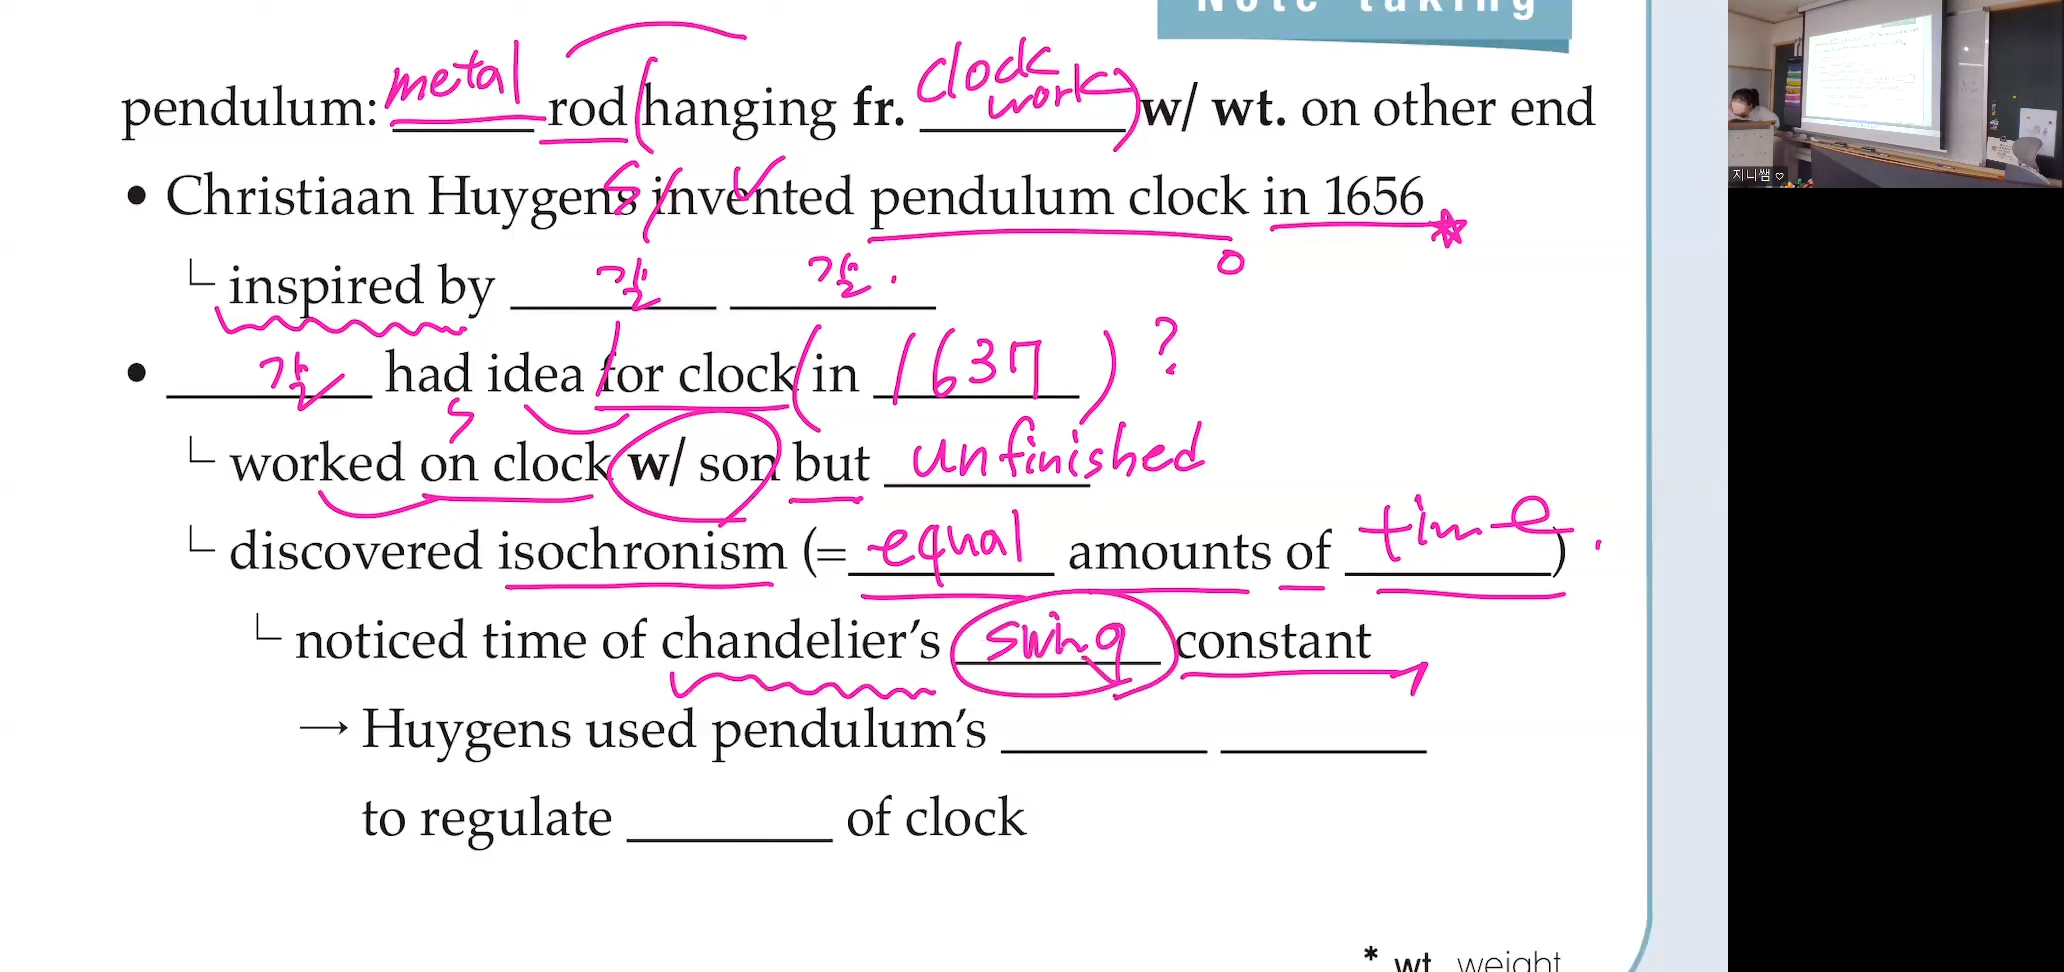 Note taking
pendulum: metal rod (hanging fr. clock work) w/ wt. on other end
• Christiaan Huygens / invented pendulum clock in 1656
S V
└ inspired by 갈 갈.
O
• 갈 had idea / for clock (in 1637) ?
S
└ worked on clock w/ son but unfinished
└ discovered isochronism (= equal amounts of time).
└ noticed time of chandelier's swing constant
→ Huygens used pendulum's
to regulate of clock
* wt. weight
지니쌤 ♡